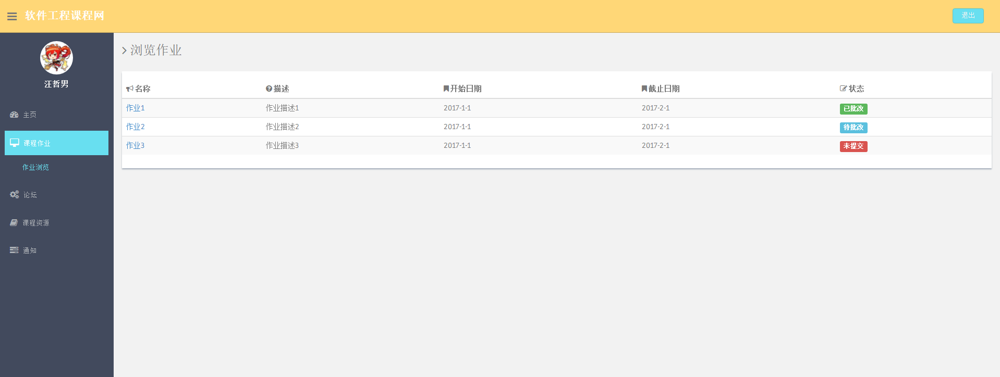 软件工程课程网
退出
汪哲男
主页
课程作业
作业浏览
论坛
课程资源
通知
浏览作业
名称 描述 开始日期 截止日期 状态
作业1 作业描述1 2017-1-1 2017-2-1 已批改
作业2 作业描述2 2017-1-1 2017-2-1 待批改
作业3 作业描述3 2017-1-1 2017-2-1 未提交